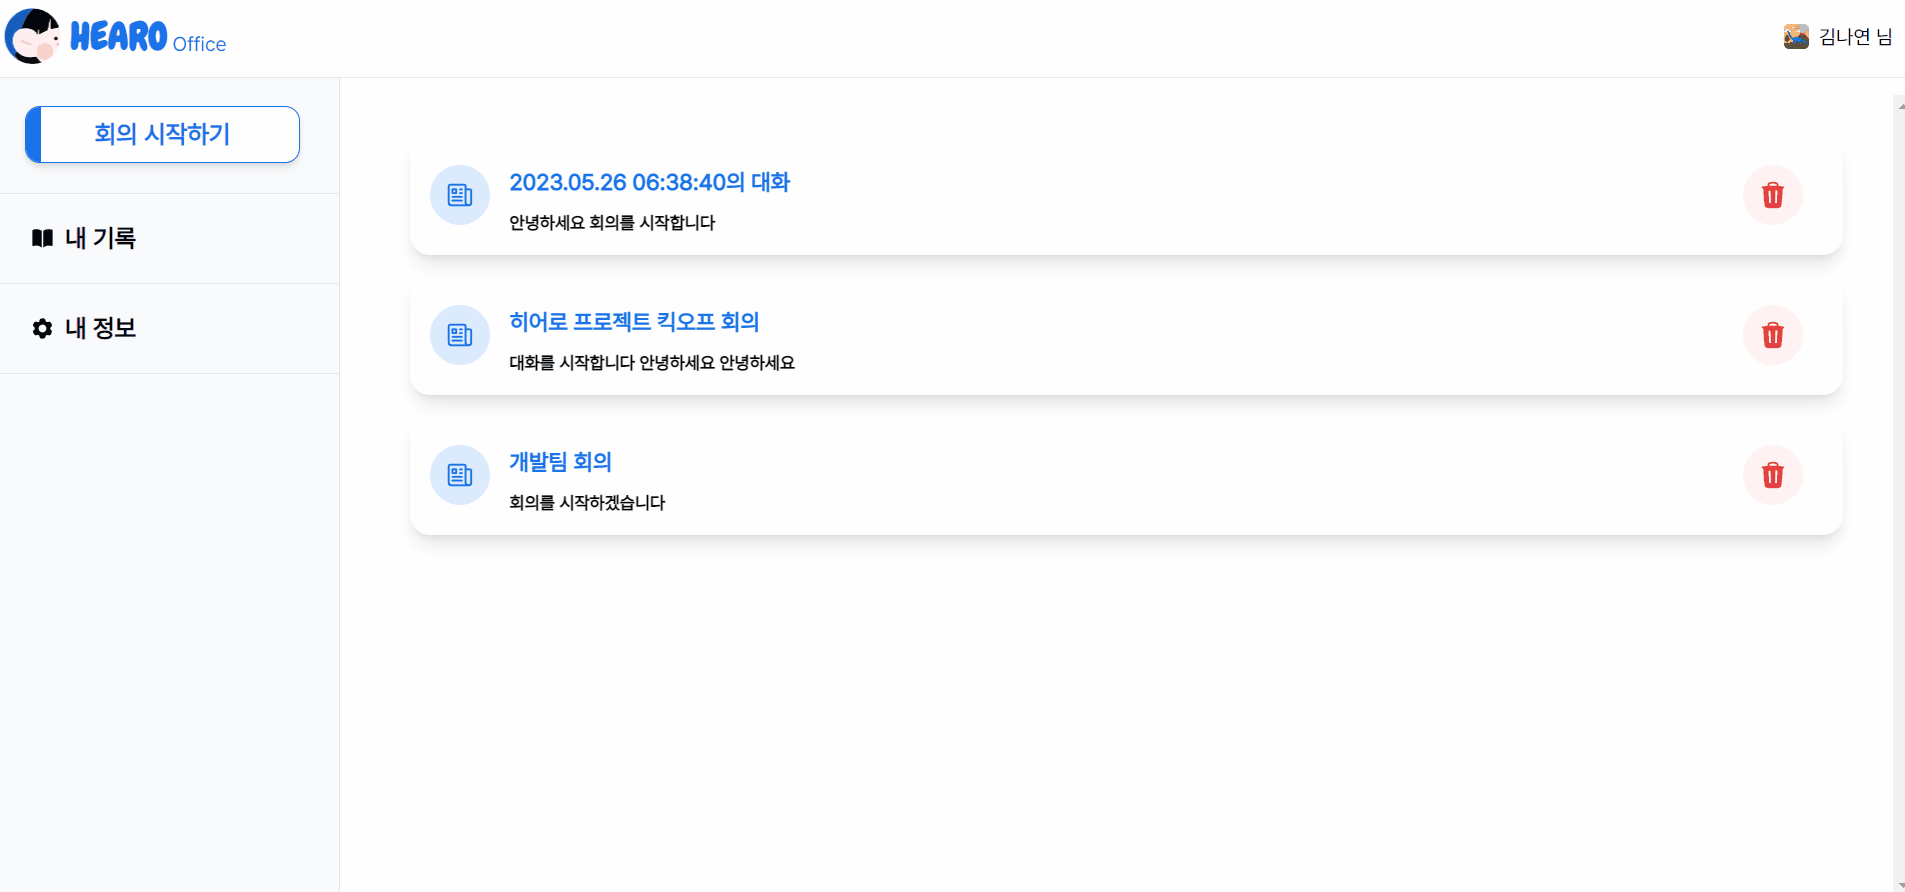 HEARO Office
김나연 님
회의 시작하기
내 기록
내 정보
2023.05.26 06:38:40의 대화
안녕하세요 회의를 시작합니다
히어로 프로젝트 킥오프 회의
대화를 시작합니다 안녕하세요 안녕하세요
개발팀 회의
회의를 시작하겠습니다